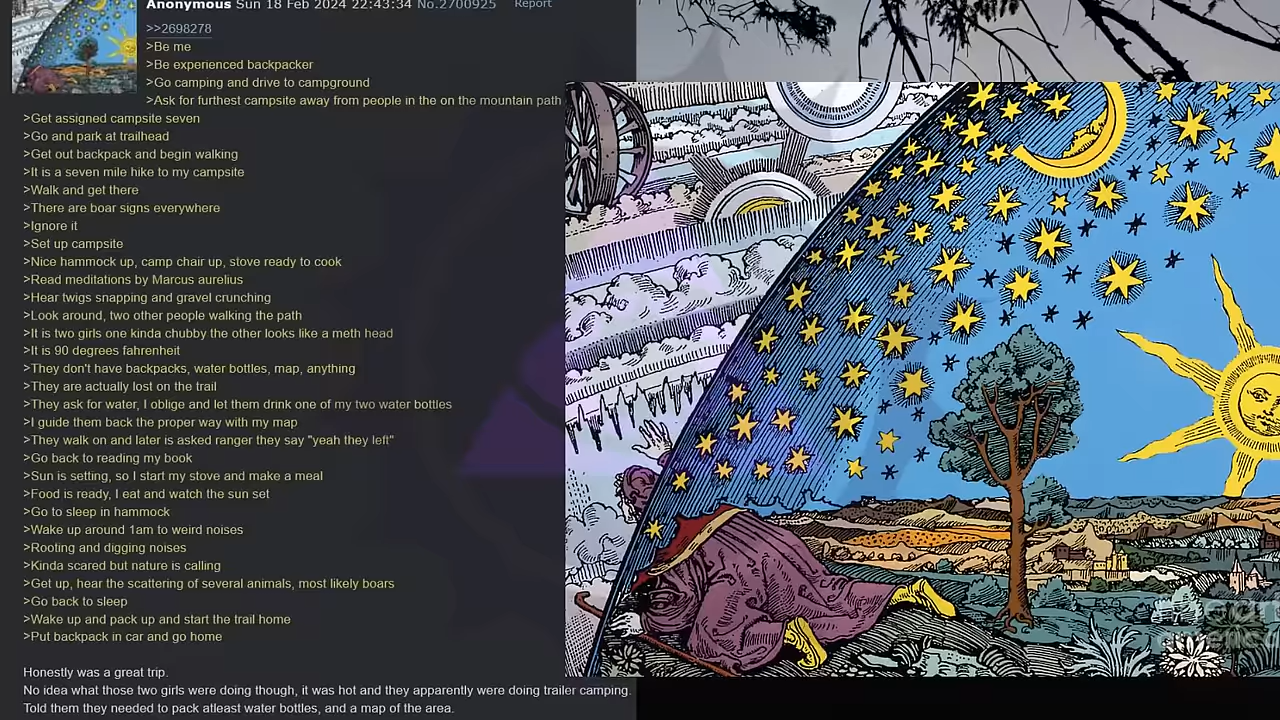 Anonymous Sun 18 Feb 2024 22:43:34 No.2700925 Report
>>2698278
>Be me
>Be experienced backpacker
>Go camping and drive to campground
>Ask for furthest campsite away from people in the on the mountain path
>Get assigned campsite seven
>Go and park at trailhead
>Get out backpack and begin walking
>It is a seven mile hike to my campsite
>Walk and get there
>There are boar signs everywhere
>Ignore it
>Set up campsite
>Nice hammock up, camp chair up, stove ready to cook
>Read meditations by Marcus aurelius
>Hear twigs snapping and gravel crunching
>Look around, two other people walking the path
>It is two girls one kinda chubby the other looks like a meth head
>It is 90 degrees fahrenheit
>They don't have backpacks, water bottles, map, anything
>They are actually lost on the trail
>They ask for water, I oblige and let them drink one of my two water bottles
>I guide them back the proper way with my map
>They walk on and later is asked ranger they say "yeah they left"
>Go back to reading my book
>Sun is setting, so I start my stove and make a meal
>Food is ready, I eat and watch the sun set
>Go to sleep in hammock
>Wake up around 1am to weird noises
>Rooting and digging noises
>Kinda scared but nature is calling
>Get up, hear the scattering of several animals, most likely boars
>Go back to sleep
>Wake up and pack up and start the trail home
>Put backpack in car and go home
Honestly was a great trip.
No idea what those two girls were doing though, it was hot and they apparently were doing trailer camping.
Told them they needed to pack atleast water bottles, and a map of the area.